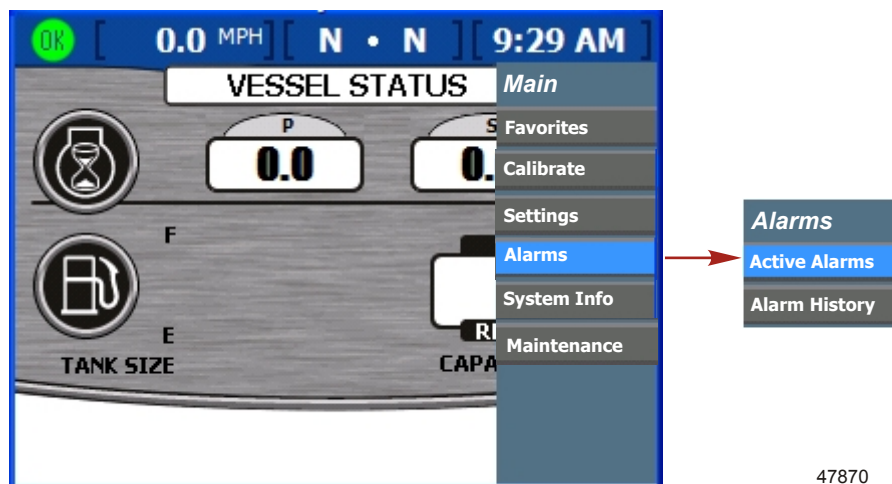 OK [ 0.0 MPH ] [ N • N ] [ 9:29 AM ]
VESSEL STATUS
P
S
0.0
0.
F
E
TANK SIZE
Main
Favorites
Calibrate
Settings
Alarms
System Info
Maintenance
Alarms
Active Alarms
Alarm History
47870